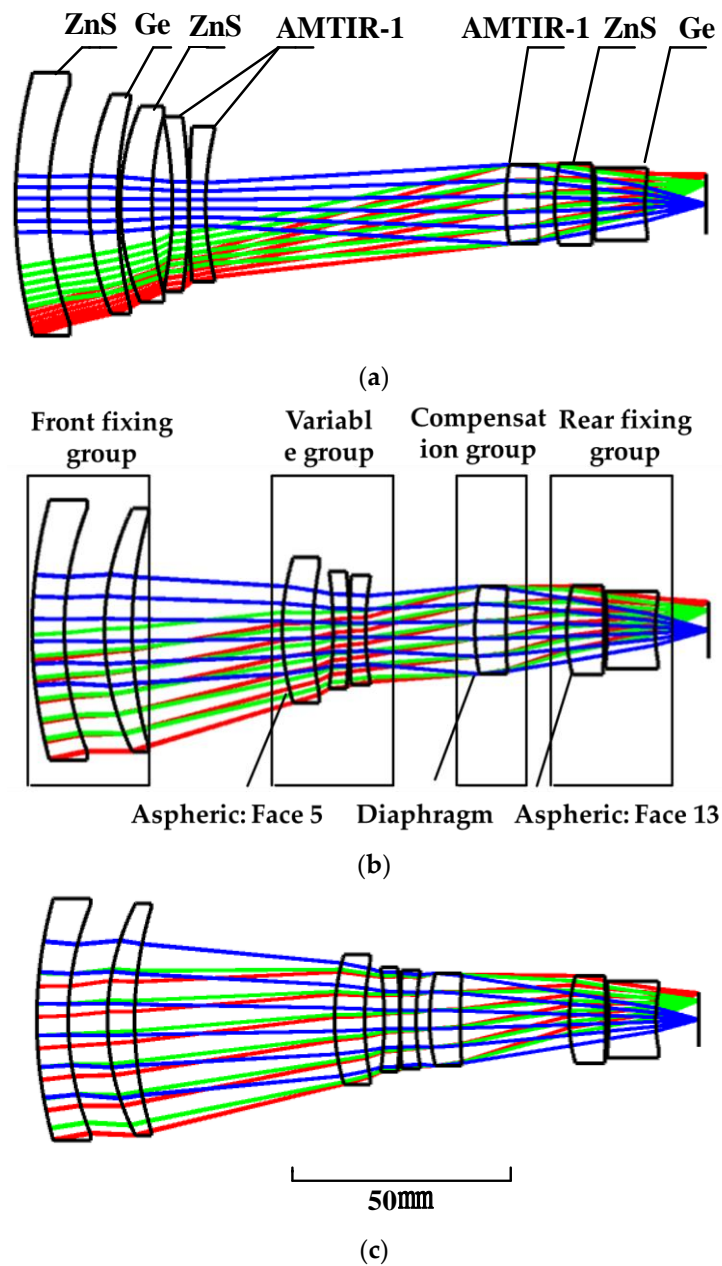 ZnS Ge ZnS AMTIR-1 AMTIR-1 ZnS Ge
(a)
Front fixing Variabl Compensat Rear fixing
group e group ion group group
Aspheric: Face 5 Diaphragm Aspheric: Face 13
(b)
50mm
(c)